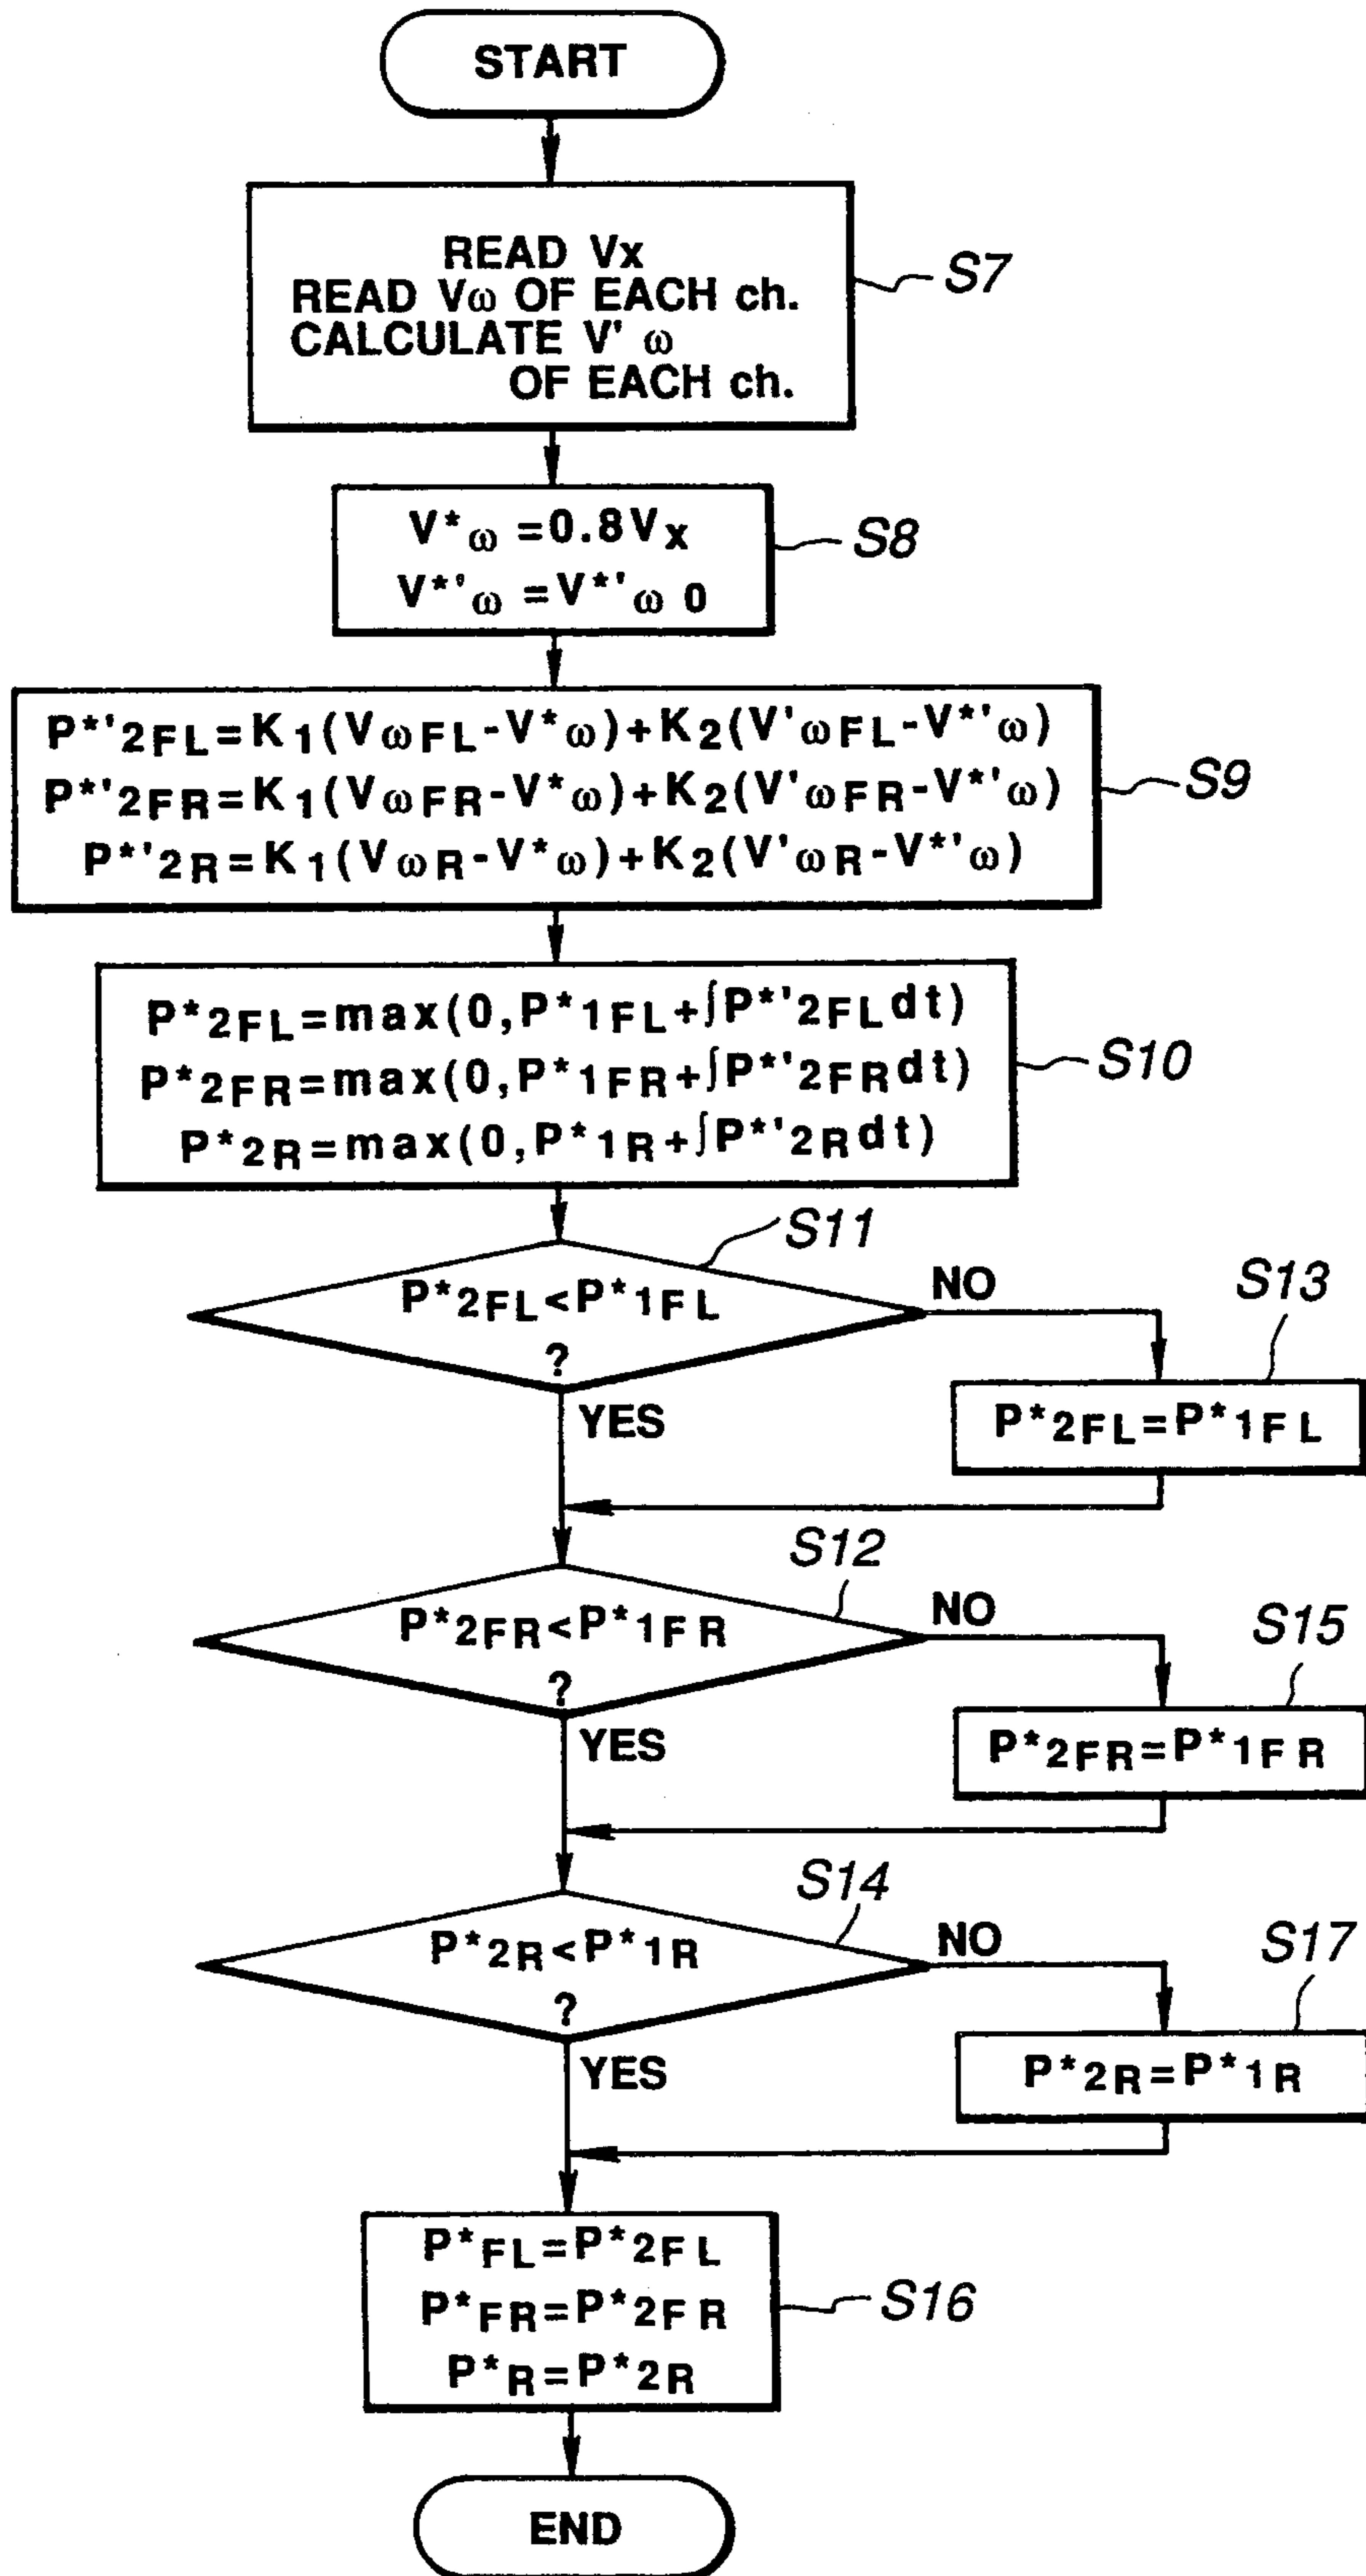 START
READ Vx
READ Vω OF EACH ch.
CALCULATE V' ω
OF EACH ch.
S7
V*ω =0.8Vx
V*'ω =V*'ω 0
S8
P*'2FL=K1(VωFL-V*ω)+K2(V'ωFL-V*'ω)
P*'2FR=K1(VωFR-V*ω)+K2(V'ωFR-V*'ω)
P*'2R=K1(VωR-V*ω)+K2(V'ωR-V*'ω)
S9
P*2FL=max(0,P*1FL+∫P*'2FLdt)
P*2FR=max(0,P*1FR+∫P*'2FRdt)
P*2R=max(0,P*1R+∫P*'2Rdt)
S10
S11
P*2FL<P*1FL
?
NO
YES
S13
P*2FL=P*1FL
S12
P*2FR<P*1FR
?
NO
YES
S15
P*2FR=P*1FR
S14
P*2R<P*1R
?
NO
YES
S17
P*2R=P*1R
P*FL=P*2FL
P*FR=P*2FR
P*R=P*2R
S16
END